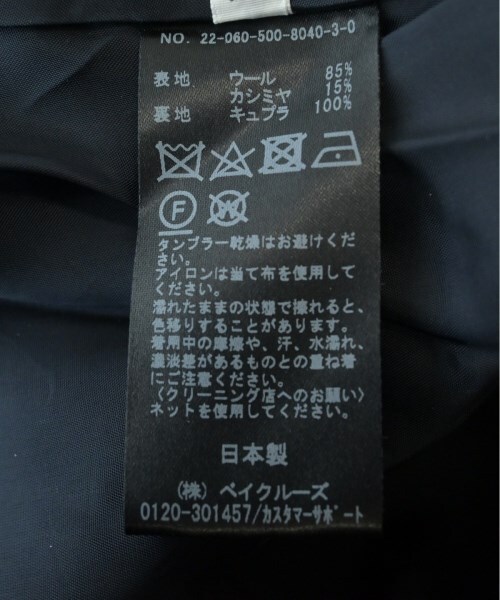 NO. 22-060-500-8040-3-0
表地 ウール 85%
カシミヤ 15%
裏地 キュプラ 100%
F W
タンブラー乾燥はお避けくだ
さい。
アイロンは当て布を使用して
ください。
濡れたままの状態で擦れると、
色移りすることがあります。
着用中の摩擦や、汗、水濡れ、
濃淡差があるものとの重ね着
にご注意ください。
〈クリーニング店へのお願い〉
ネットを使用してください。
日本製
(株) ベイクルーズ
0120-301457/カスタマーサポート